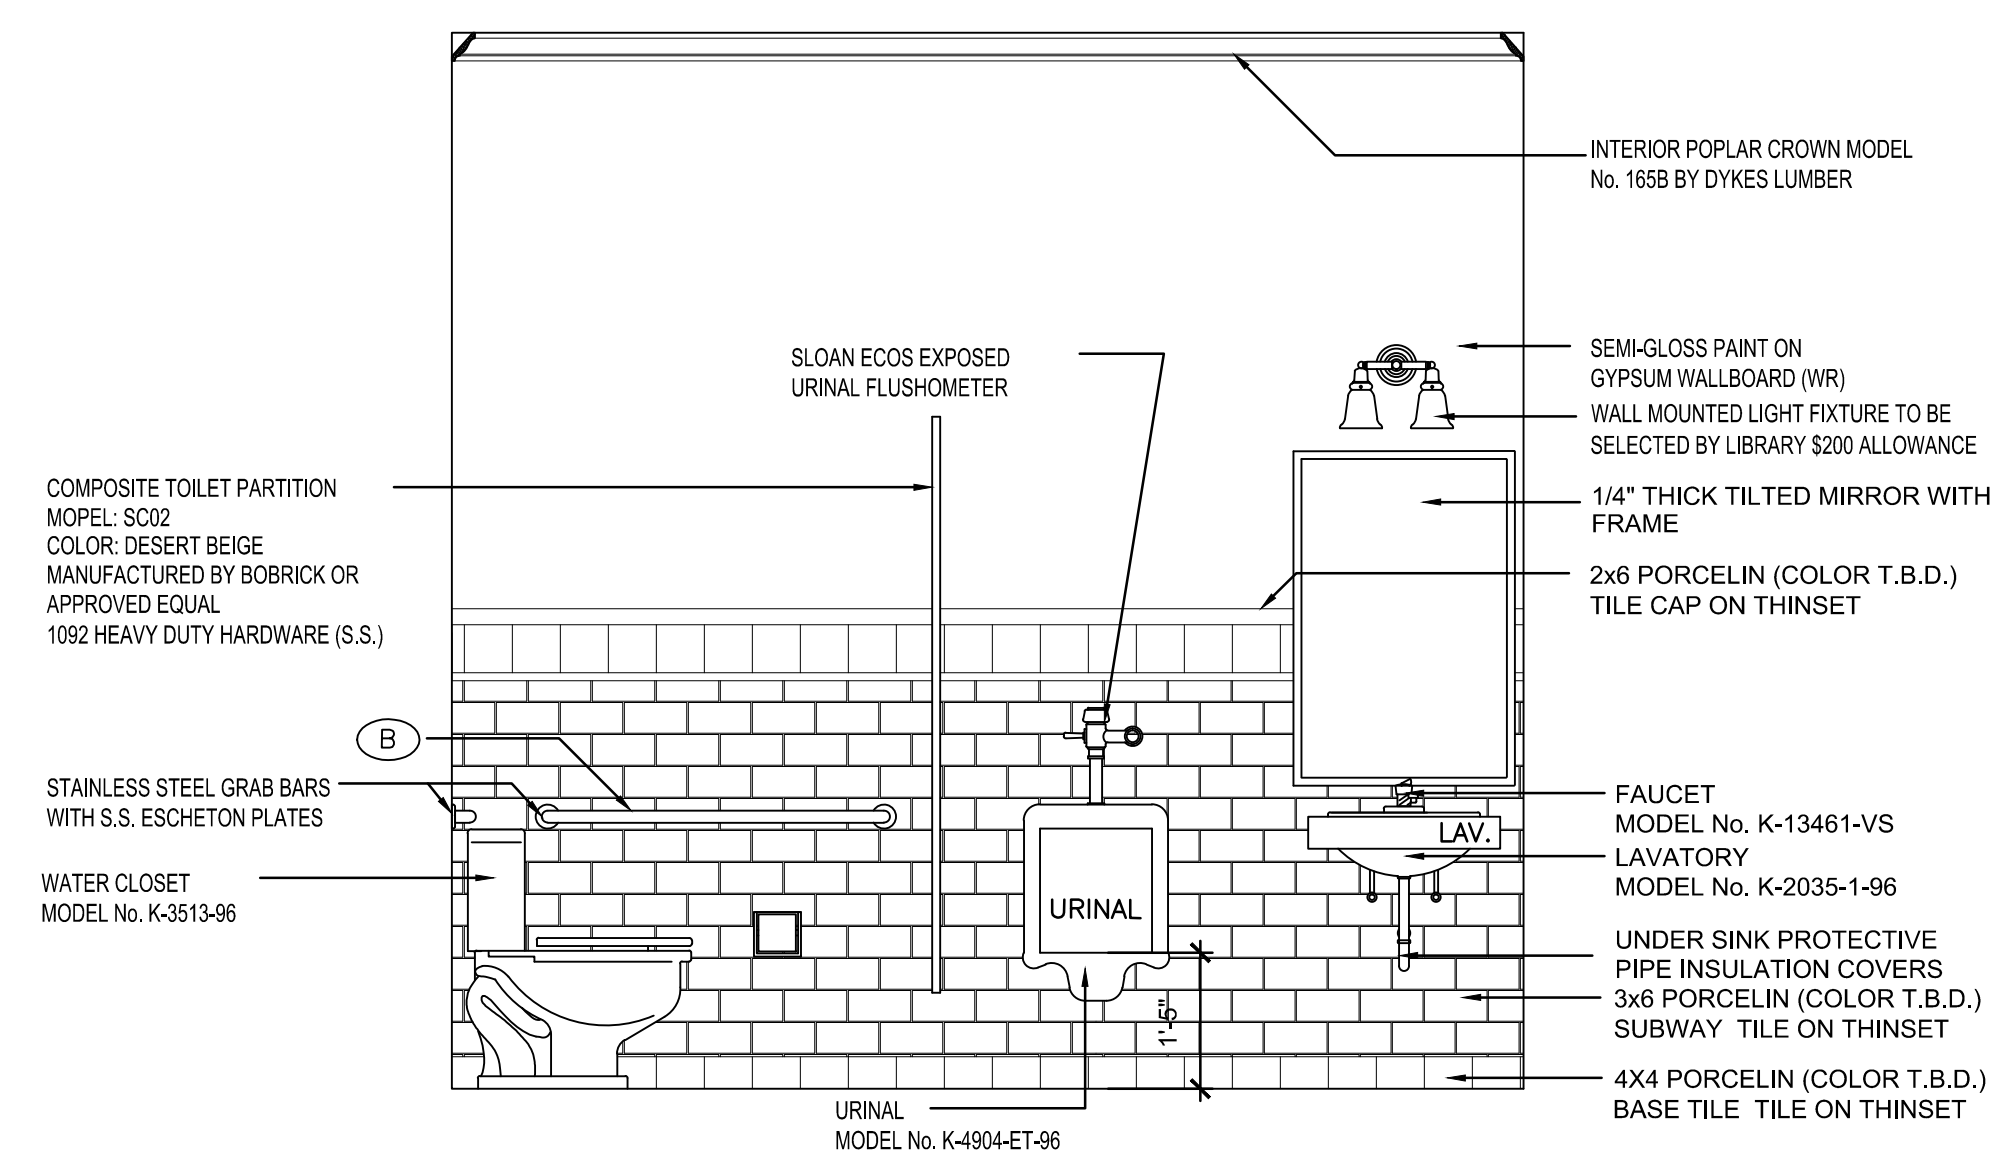 INTERIOR POPLAR CROWN MODEL
No. 165B BY DYKES LUMBER
SLOAN ECOS EXPOSED
URINAL FLUSHOMETER
SEMI-GLOSS PAINT ON
GYPSUM WALLBOARD (WR)
WALL MOUNTED LIGHT FIXTURE TO BE
SELECTED BY LIBRARY $200 ALLOWANCE
COMPOSITE TOILET PARTITION
MOPEL: SC02
COLOR: DESERT BEIGE
MANUFACTURED BY BOBRICK OR
APPROVED EQUAL
1092 HEAVY DUTY HARDWARE (S.S.)
1/4" THICK TILTED MIRROR WITH
FRAME
2x6 PORCELIN (COLOR T.B.D.)
TILE CAP ON THINSET
B
STAINLESS STEEL GRAB BARS
WITH S.S. ESCHETON PLATES
FAUCET
MODEL No. K-13461-VS
LAV.
LAVATORY
MODEL No. K-2035-1-96
WATER CLOSET
MODEL No. K-3513-96
URINAL
UNDER SINK PROTECTIVE
PIPE INSULATION COVERS
3x6 PORCELIN (COLOR T.B.D.)
SUBWAY TILE ON THINSET
1'-5"
4X4 PORCELIN (COLOR T.B.D.)
BASE TILE TILE ON THINSET
URINAL
MODEL No. K-4904-ET-96